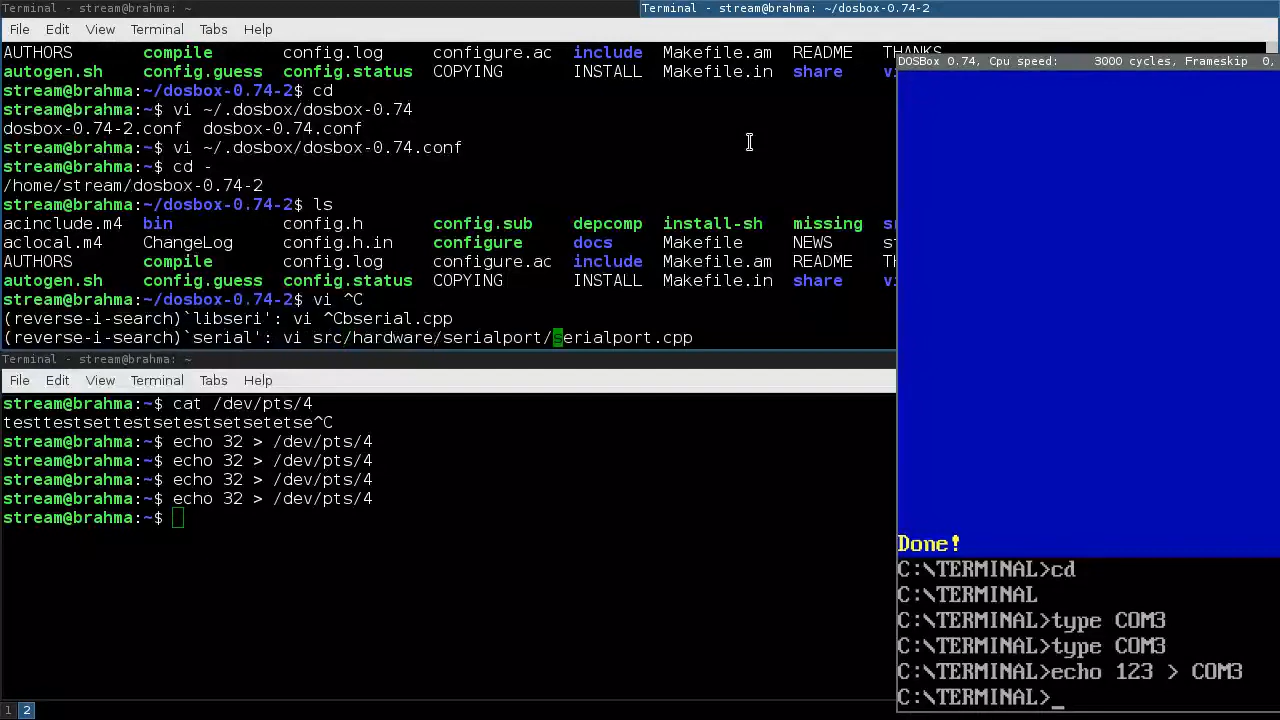 Terminal - stream@brahma: ~
Terminal - stream@brahma: ~/dosbox-0.74-2
File Edit View Terminal Tabs Help
AUTHORS compile config.log configure.ac include Makefile.am README THANKS
autogen.sh config.guess config.status COPYING INSTALL Makefile.in share
stream@brahma:~/dosbox-0.74-2$ cd
stream@brahma:~$ vi ~/.dosbox/dosbox-0.74
dosbox-0.74-2.conf dosbox-0.74.conf
stream@brahma:~$ vi ~/.dosbox/dosbox-0.74.conf
stream@brahma:~$ cd -
/home/stream/dosbox-0.74-2
stream@brahma:~/dosbox-0.74-2$ ls
acinclude.m4 bin config.h config.sub depcomp install-sh missing
aclocal.m4 ChangeLog config.h.in configure docs Makefile NEWS
AUTHORS compile config.log configure.ac include Makefile.am README
autogen.sh config.guess config.status COPYING INSTALL Makefile.in share
stream@brahma:~/dosbox-0.74-2$ vi ^C
(reverse-i-search)`libseri': vi ^Cbserial.cpp
(reverse-i-search)`serial': vi src/hardware/serialport/serialport.cpp
Terminal - stream@brahma: ~
File Edit View Terminal Tabs Help
stream@brahma:~$ cat /dev/pts/4
testtestsettestsetestsetsetetse^C
stream@brahma:~$ echo 32 > /dev/pts/4
stream@brahma:~$ echo 32 > /dev/pts/4
stream@brahma:~$ echo 32 > /dev/pts/4
stream@brahma:~$ echo 32 > /dev/pts/4
stream@brahma:~$
1 2
DOSBox 0.74, Cpu speed: 3000 cycles, Frameskip 0,
Done!
C:\TERMINAL>cd
C:\TERMINAL
C:\TERMINAL>type COM3
C:\TERMINAL>type COM3
C:\TERMINAL>echo 123 > COM3
C:\TERMINAL>_